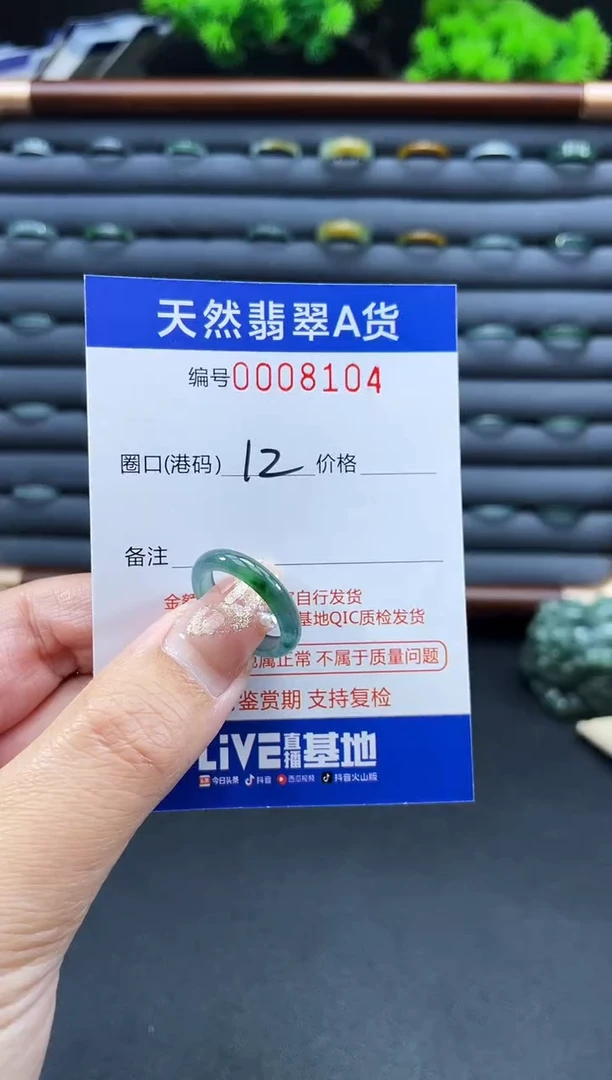 天然翡翠A货
编号0008104
圈口(港码) 12 价格
备注
自行发货
基地QIC质检发货
属正常 不属于质量问题
鉴赏期 支持复检
LiVE直播基地
今日头条 抖音 西瓜视频 抖音火山版